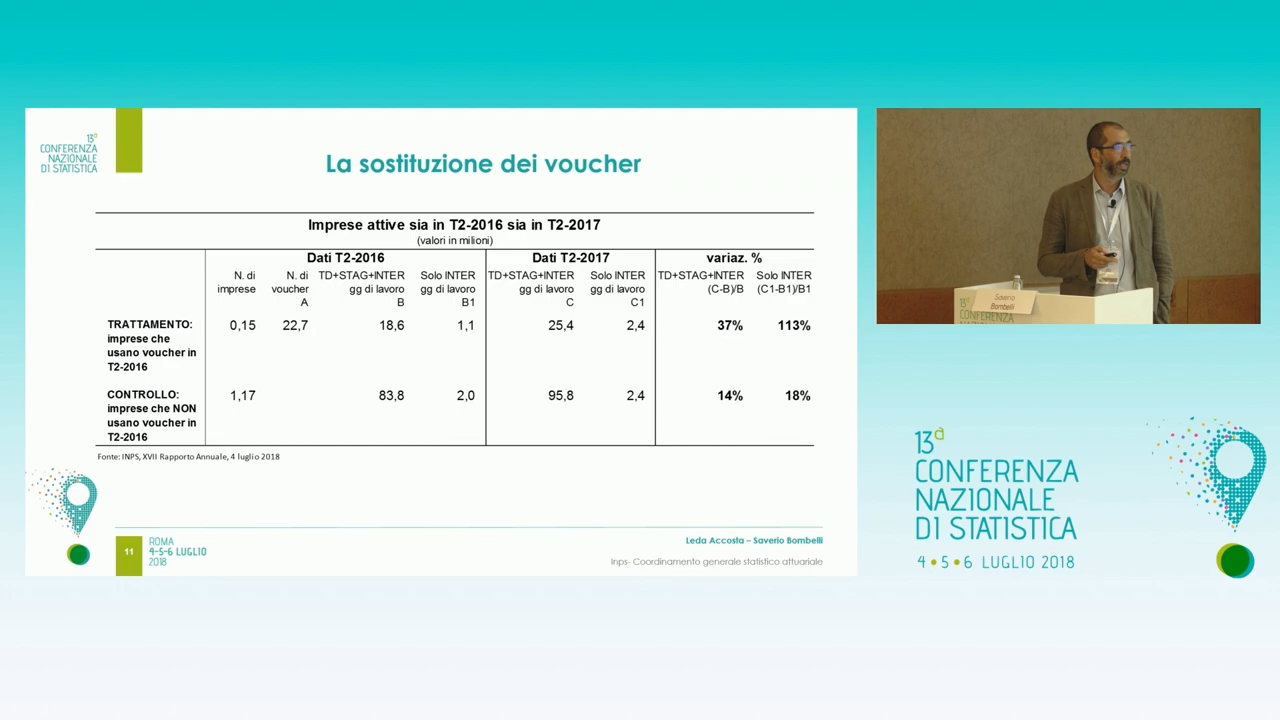 13ª
CONFERENZA
NAZIONALE
DI STATISTICA
La sostituzione dei voucher
Imprese attive sia in T2-2016 sia in T2-2017
(valori in milioni)
Dati T2-2016 Dati T2-2017 variaz. %
N. di N. di TD+STAG+INTER Solo INTER TD+STAG+INTER Solo INTER TD+STAG+INTER Solo INTER
imprese voucher gg di lavoro gg di lavoro gg di lavoro gg di lavoro (C-B)/B (C1-B1)/B1
A B B1 C C1
TRATTAMENTO: 0,15 22,7 18,6 1,1 25,4 2,4 37% 113%
imprese che
usano voucher in
T2-2016
CONTROLLO: 1,17 83,8 2,0 95,8 2,4 14% 18%
imprese che NON
usano voucher in
T2-2016
Fonte: INPS, XVII Rapporto Annuale, 4 luglio 2018
11
ROMA
4-5-6 LUGLIO
2018
Leda Accosta – Saverio Bombelli
Inps- Coordinamento generale statistico attuariale
Saverio
Bombelli
13ª
CONFERENZA
NAZIONALE
DI STATISTICA
13ª
CONFERENZA
NAZIONALE
DI STATISTICA
4•5•6 LUGLIO 2018